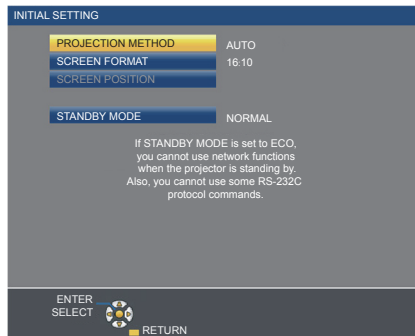 INITIAL SETTING
PROJECTION METHOD AUTO
SCREEN FORMAT 16:10
SCREEN POSITION
STANDBY MODE NORMAL
If STANDBY MODE is set to ECO,
you cannot use network functions
when the projector is standing by.
Also, you cannot use some RS-232C
protocol commands.
ENTER
SELECT
RETURN